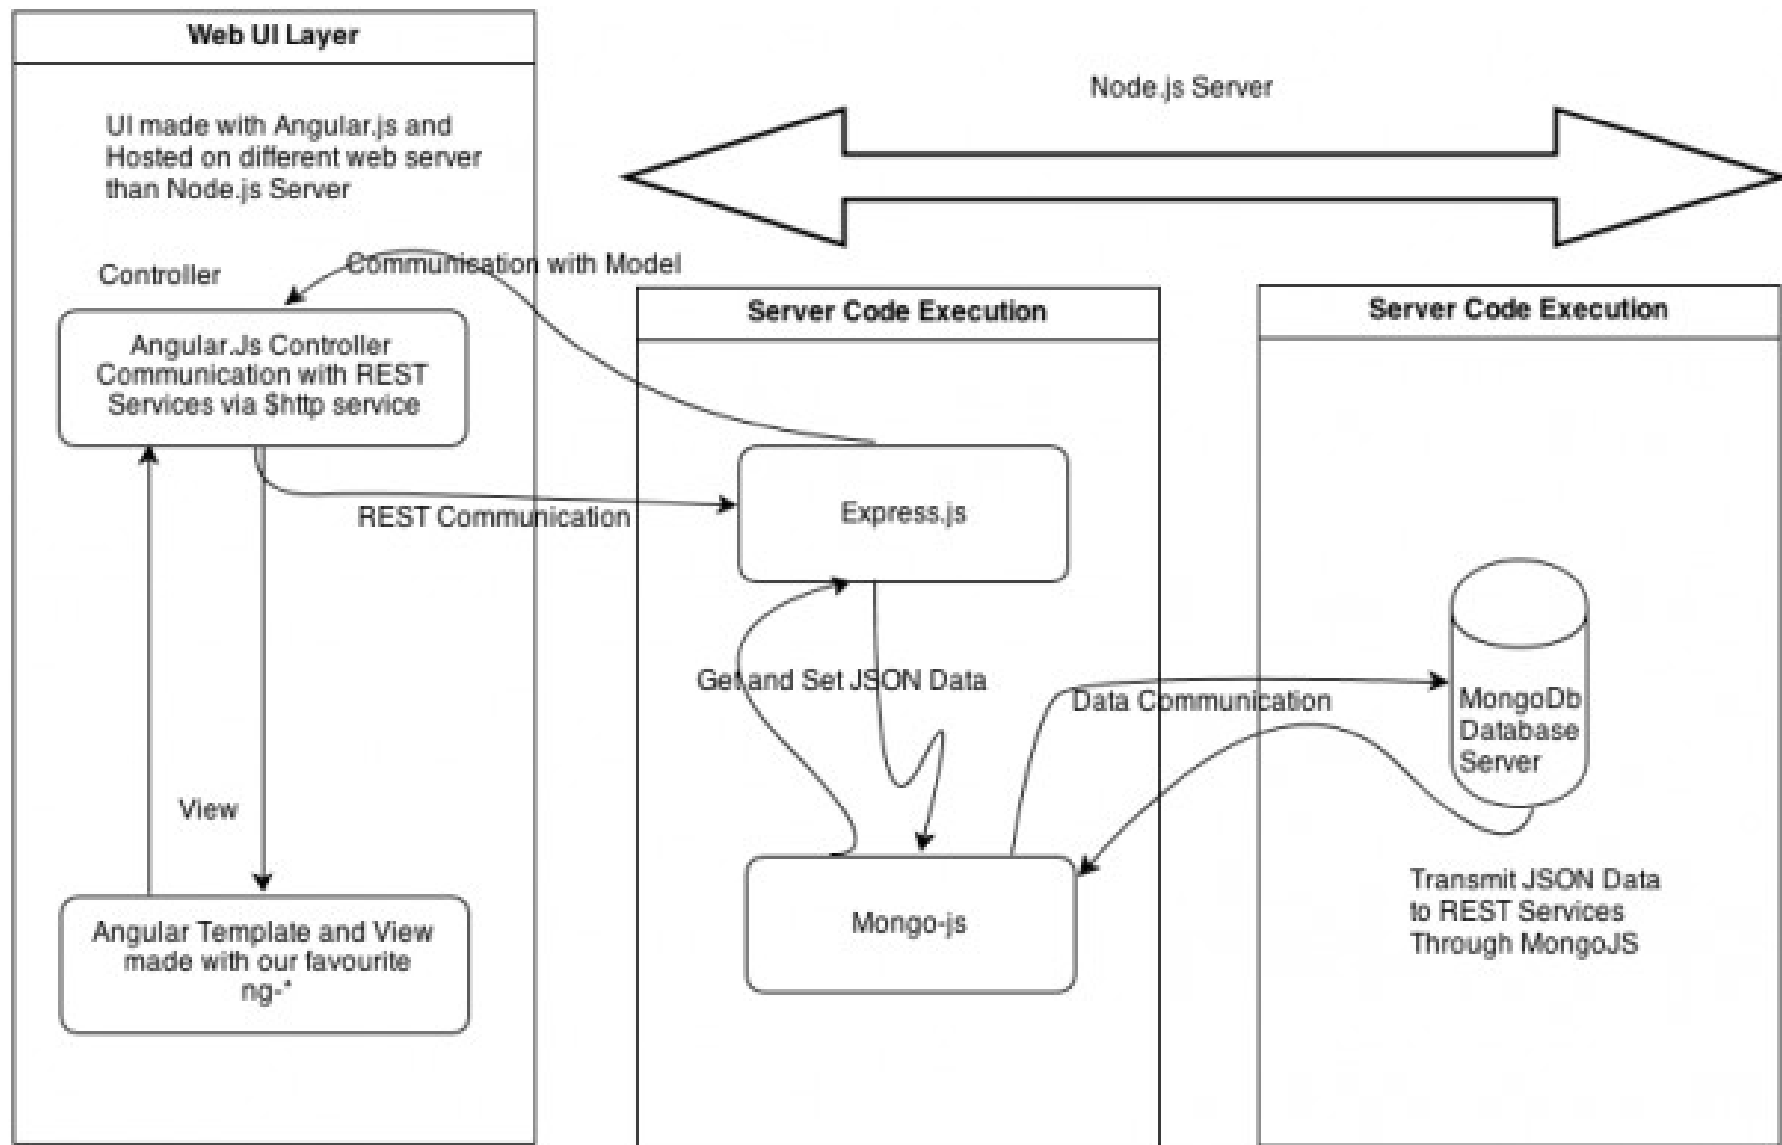 Web UI Layer
UI made with Angular.js and
Hosted on different web server
than Node.js Server
Node.js Server
Controller
Communisation with Model
Angular.Js Controller
Communication with REST
Services via $http service
REST Communication
View
Angular Template and View
made with our favourite
ng-*
Server Code Execution
Express.js
Get and Set JSON Data
Data Communication
Mongo-js
Server Code Execution
MongoDb
Database
Server
Transmit JSON Data
to REST Services
Through MongoJS